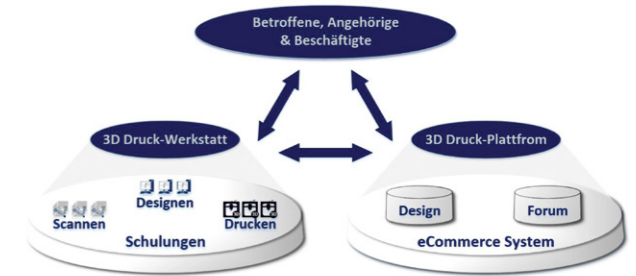 Betroffene, Angehörige
& Beschäftigte
3D Druck-Werkstatt
3D Druck-Plattfrom
Designen
Scannen
Drucken
Schulungen
Design
Forum
eCommerce System